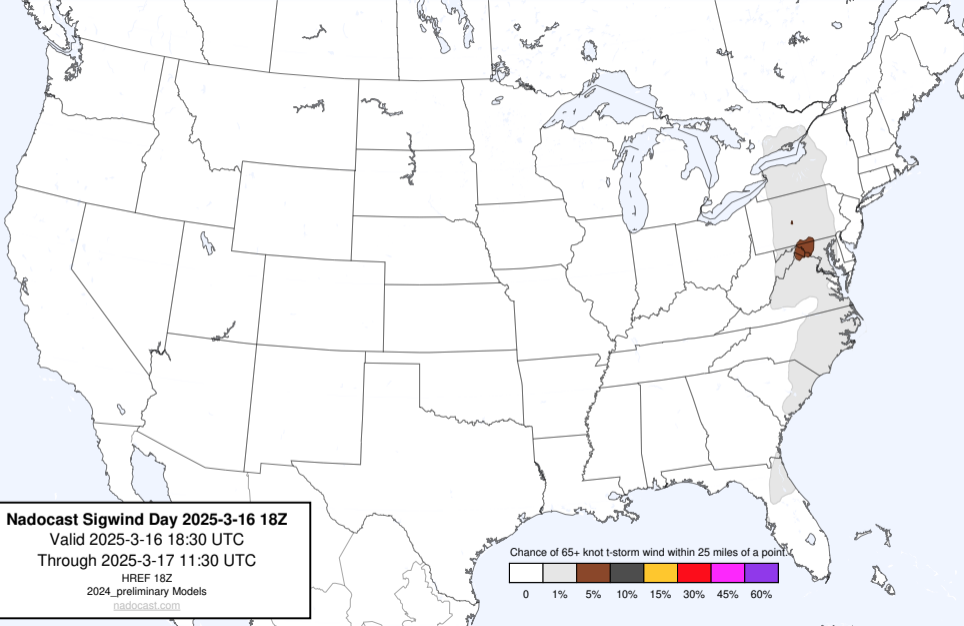 Nadocast Sigwind Day 2025-3-16 18Z
Valid 2025-3-16 18:30 UTC
Through 2025-3-17 11:30 UTC
HREF 18Z
2024_preliminary Models
nadocast.com
Chance of 65+ knot t-storm wind within 25 miles of a point.
0 1% 5% 10% 15% 30% 45% 60%